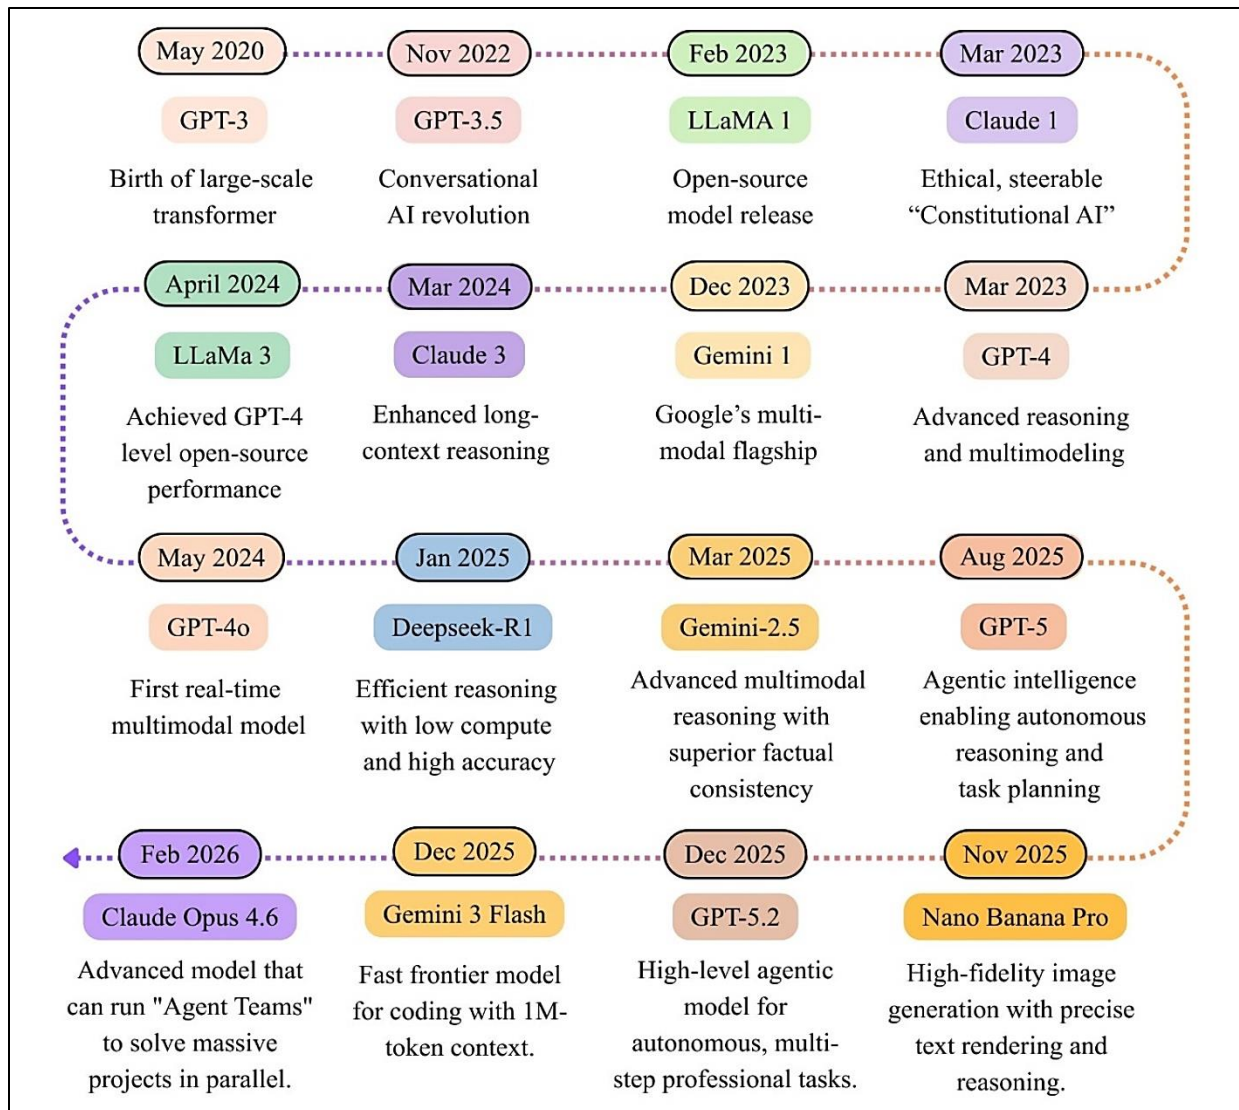 May 2020
Nov 2022
Feb 2023
Mar 2023
GPT-3
GPT-3.5
LLaMA 1
Claude 1
Birth of large-scale
transformer
Conversational
AI revolution
Open-source
model release
Ethical, steerable
“Constitutional AI”
April 2024
Mar 2024
Dec 2023
Mar 2023
LLaMa 3
Claude 3
Gemini 1
GPT-4
Achieved GPT-4
level open-source
performance
Enhanced long-
context reasoning
Google’s multi-
modal flagship
Advanced reasoning
and multimodeling
May 2024
Jan 2025
Mar 2025
Aug 2025
GPT-4o
Deepseek-R1
Gemini-2.5
GPT-5
First real-time
multimodal model
Efficient reasoning
with low compute
and high accuracy
Advanced multimodal
reasoning with
superior factual
consistency
Agentic intelligence
enabling autonomous
reasoning and
task planning
Feb 2026
Dec 2025
Dec 2025
Nov 2025
Claude Opus 4.6
Gemini 3 Flash
GPT-5.2
Nano Banana Pro
Advanced model that
can run "Agent Teams"
to solve massive
projects in parallel.
Fast frontier model
for coding with 1M-
token context.
High-level agentic
model for
autonomous, multi-
step professional tasks.
High-fidelity image
generation with precise
text rendering and
reasoning.